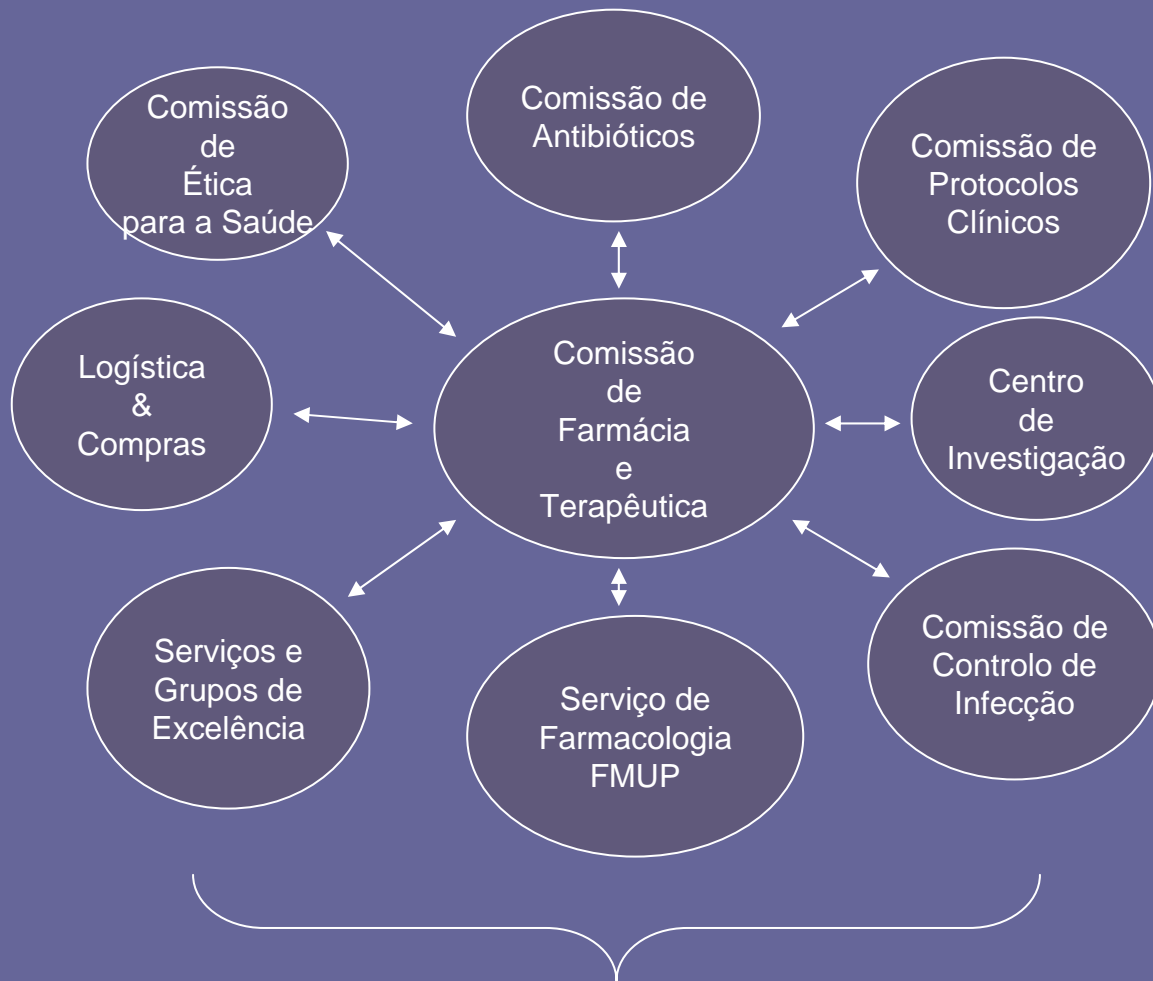 Comissão
de
Ética
para a Saúde
Comissão de
Antibióticos
Comissão de
Protocolos
Clínicos
Logística
&
Compras
Comissão
de
Farmácia
e
Terapêutica
Centro
de
Investigação
Serviços e
Grupos de
Excelência
Serviço de
Farmacologia
FMUP
Comissão de
Controlo de
Infecção